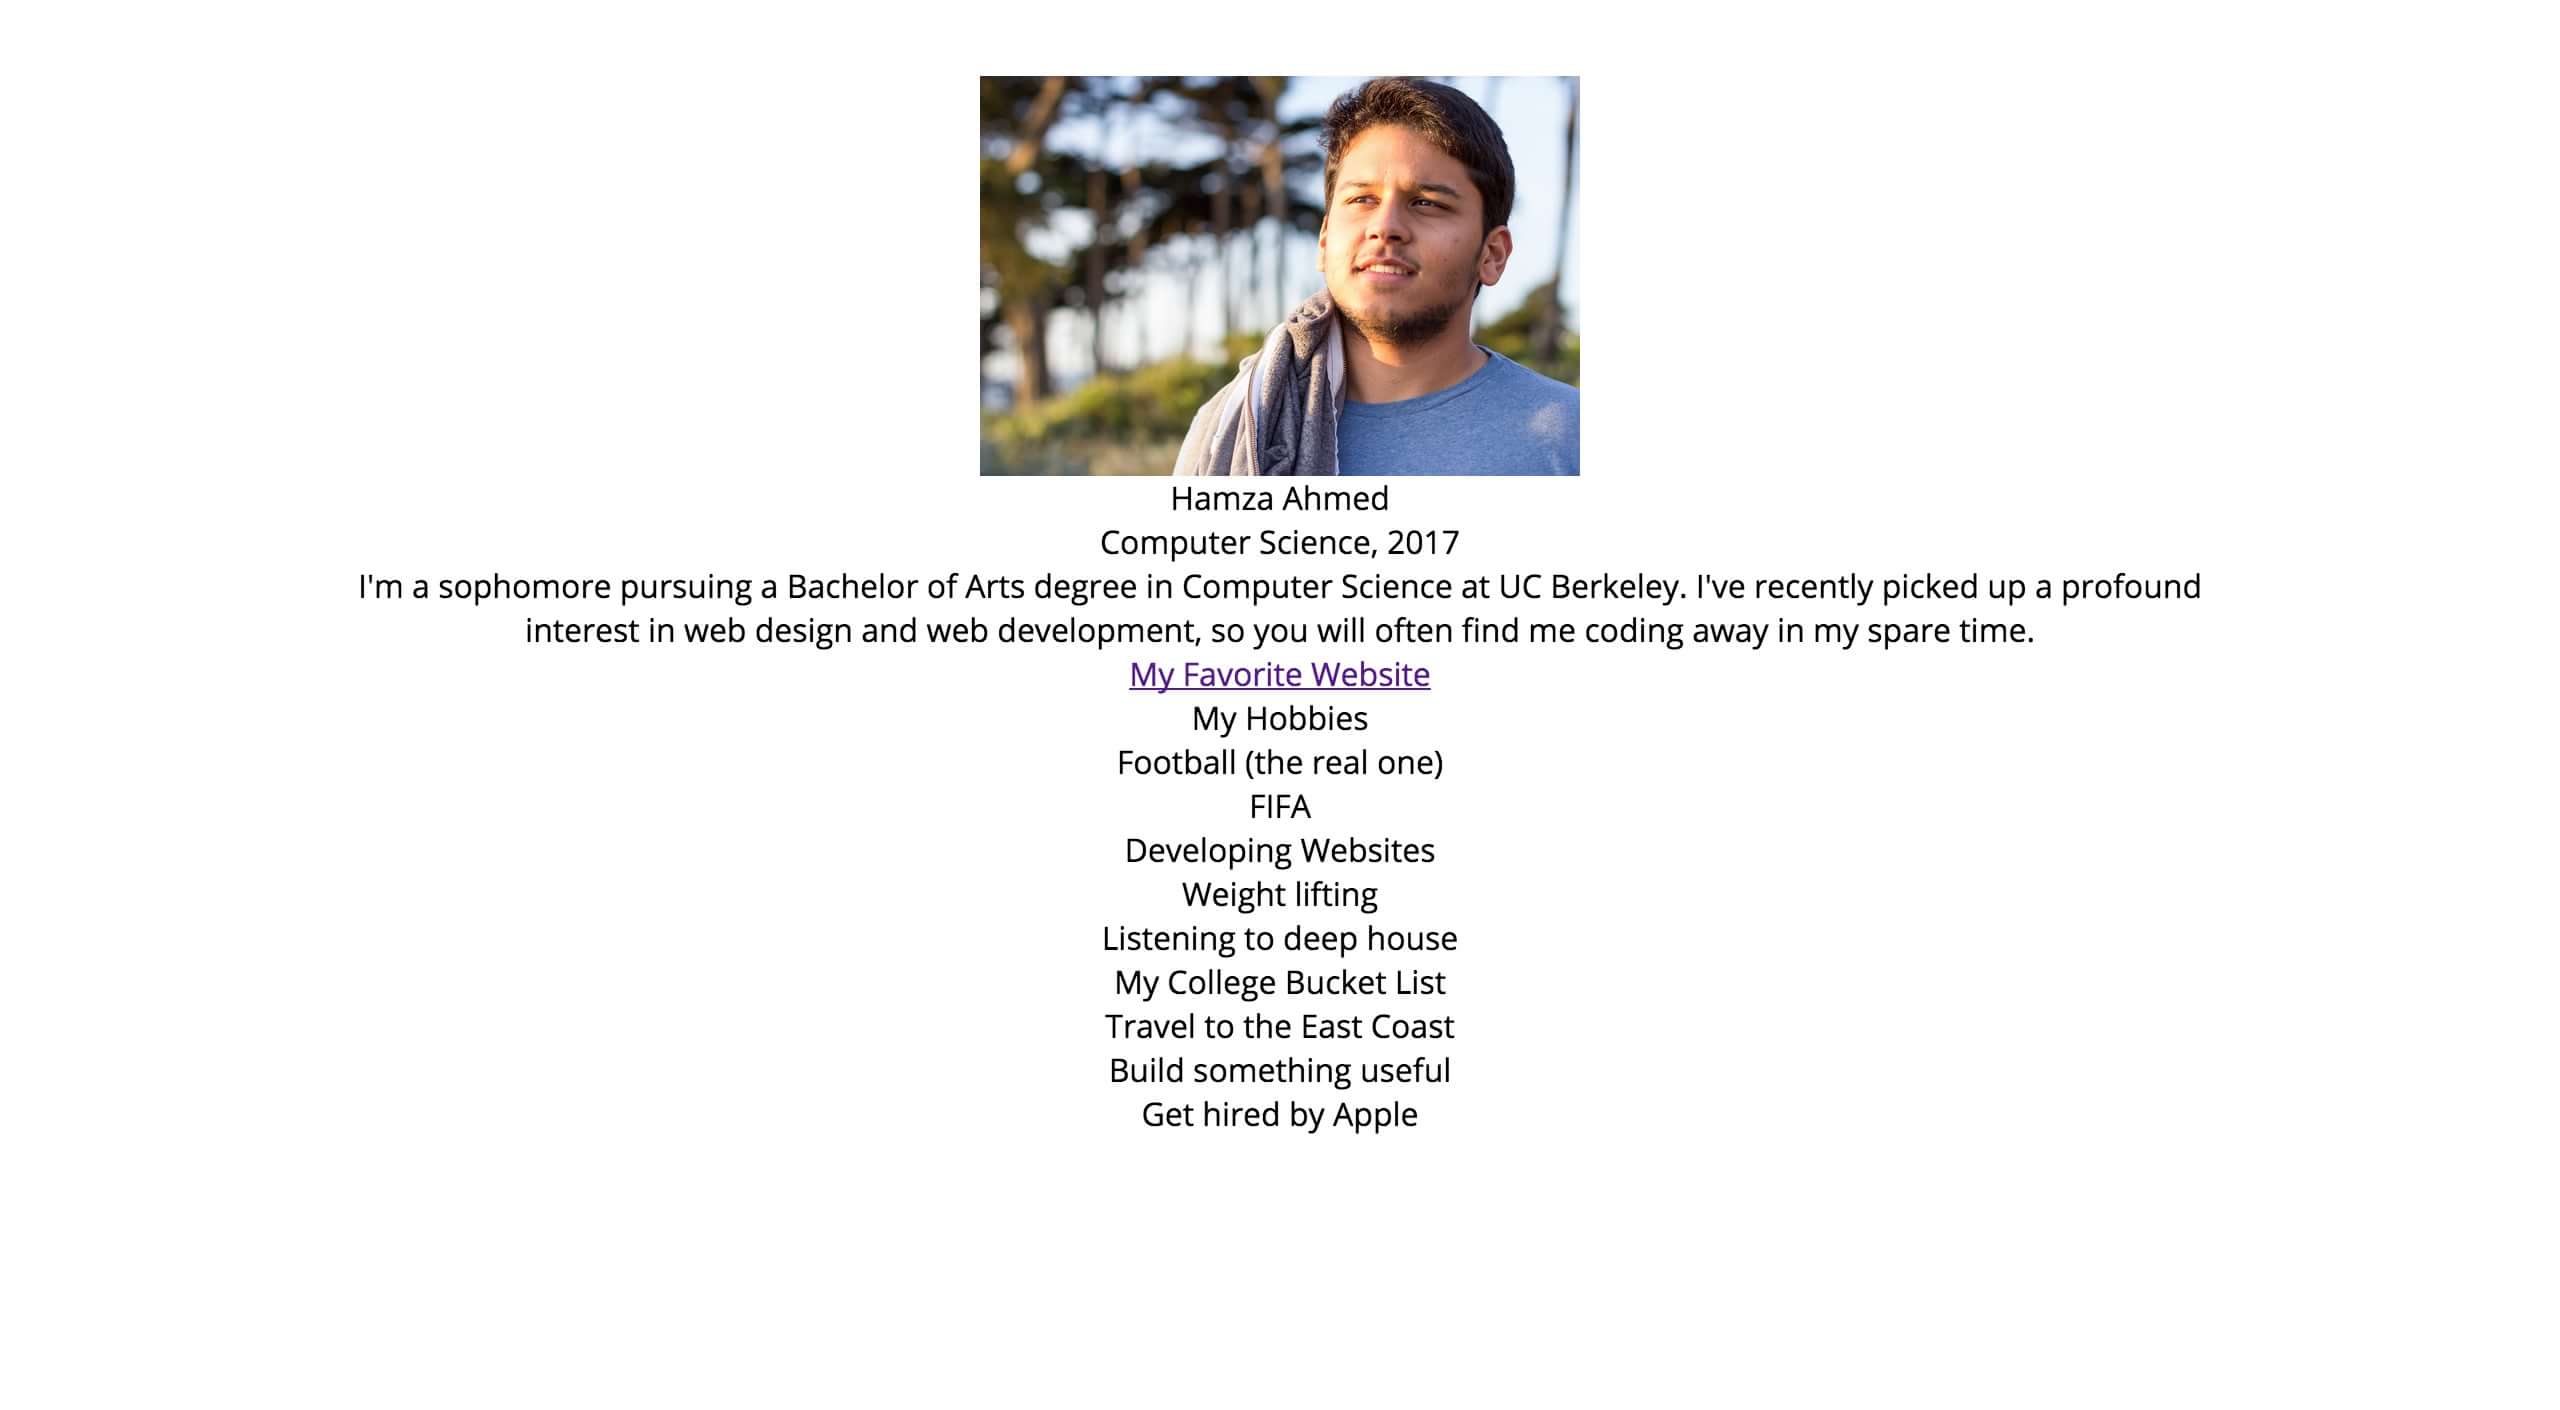 Hamza Ahmed
Computer Science, 2017
I'm a sophomore pursuing a Bachelor of Arts degree in Computer Science at UC Berkeley. I've recently picked up a profound
interest in web design and web development, so you will often find me coding away in my spare time.
My Favorite Website
My Hobbies
Football (the real one)
FIFA
Developing Websites
Weight lifting
Listening to deep house
My College Bucket List
Travel to the East Coast
Build something useful
Get hired by Apple